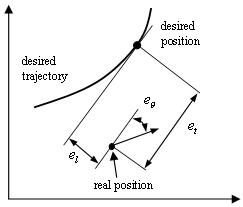 desired
position
desired
trajectory
e_θ
e_t
e_l
real position